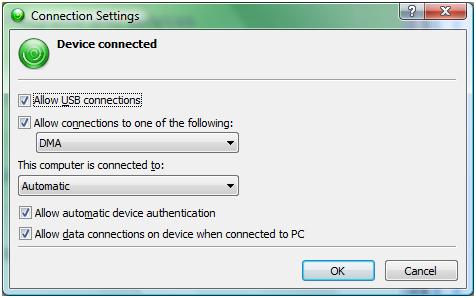 Connection Settings
Device connected
Allow USB connections
Allow connections to one of the following:
DMA
This computer is connected to:
Automatic
Allow automatic device authentication
Allow data connections on device when connected to PC
OK Cancel